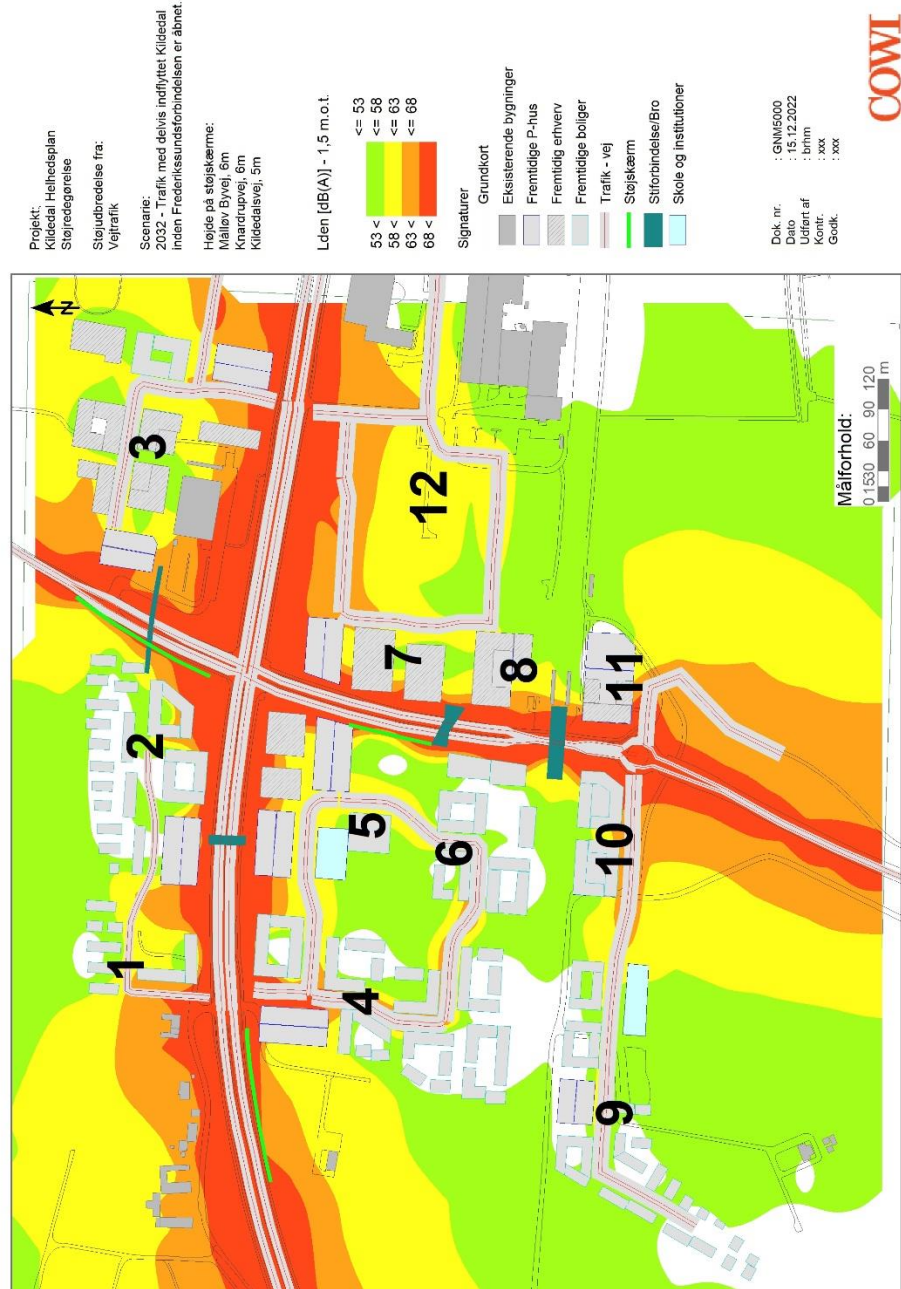 Projekt:
Kildedal Helhedsplan
Støjredegørelse
Støjudbredelse fra:
Vejtrafik
Scenarie:
2032 - Trafik med delvis indflyttet Kildedal
inden Frederikssundsforbindelsen er åbnet.
Højde på støjskærme:
Måløv Byvej, 6m
Knardrupvej, 6m
Kildedalsvej, 5m
Lden [dB(A)] - 1,5 m.o.t.
<= 53
53 < <= 58
58 < <= 63
63 < <= 68
68 <
Signaturer
Grundkort
Eksisterende bygninger
Fremtidige P-hus
Fremtidig erhverv
Fremtidige boliger
Trafik - vej
Støjskærm
Stiforbindelse/Bro
Skole og institutioner
Dok. nr. : GNM5000
Dato : 15.12.2022
Udført af : brhm
Kontr. : xxx
Godk. : xxx
COWI
N
1
2
3
4
5
6
7
8
9
10
11
12
Målforhold:
0 15 30 60 90 120
m